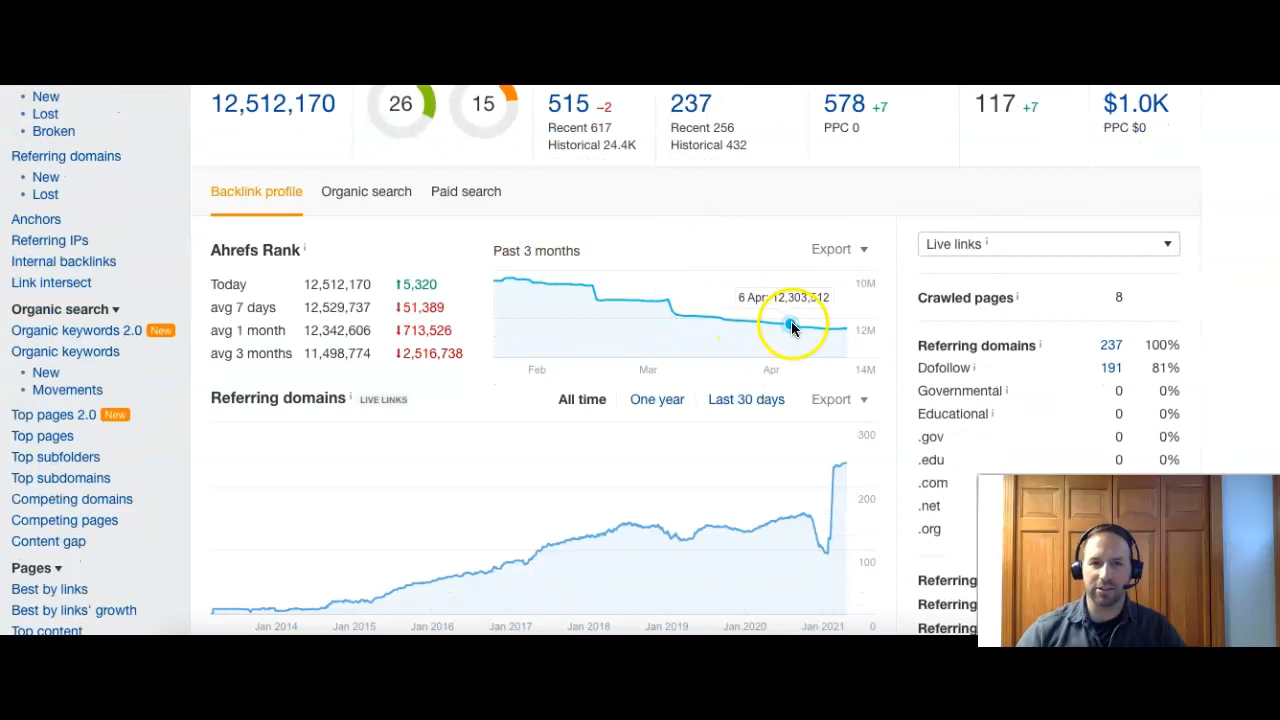 New
Lost
Broken
Referring domains
New
Lost
Anchors
Referring IPs
Internal backlinks
Link intersect
Organic search
Organic keywords 2.0 New
Organic keywords
New
Movements
Top pages 2.0 New
Top pages
Top subfolders
Top subdomains
Competing domains
Competing pages
Content gap
Pages
Best by links
Best by links' growth
Top content
12,512,170 26 15 515 –2 237 578 +7 117 +7 $1.0K
Recent 617 Recent 256 PPC 0 PPC $0
Historical 24.4K Historical 432
Backlink profile Organic search Paid search
Ahrefs Rank i Past 3 months Export
Today 12,512,170 ↑5,320
avg 7 days 12,529,737 ↓51,389
avg 1 month 12,342,606 ↓713,526
avg 3 months 11,498,774 ↓2,516,738
6 Apr: 12,303,512
10M
12M
14M
Feb Mar Apr
Referring domains i LIVE LINKS All time One year Last 30 days Export
300
200
100
0
Jan 2014 Jan 2015 Jan 2016 Jan 2017 Jan 2018 Jan 2019 Jan 2020 Jan 2021
Live links i
Crawled pages i 8
Referring domains i 237 100%
Dofollow 191 81%
Governmental i 0 0%
Educational i 0 0%
.gov 0 0%
.edu 0 0%
.com
.net
.org
Referring
Referring
Referring